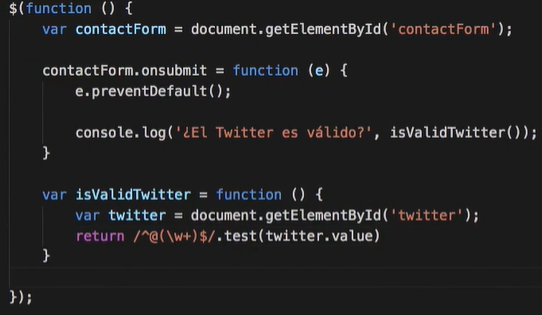 $(function () {
    var contactForm = document.getElementById('contactForm');

    contactForm.onsubmit = function (e) {
        e.preventDefault();

        console.log('¿El Twitter es válido?', isValidTwitter());
    }

    var isValidTwitter = function () {
        var twitter = document.getElementById('twitter');
        return /^@(\w+)$/.test(twitter.value)
    }

});